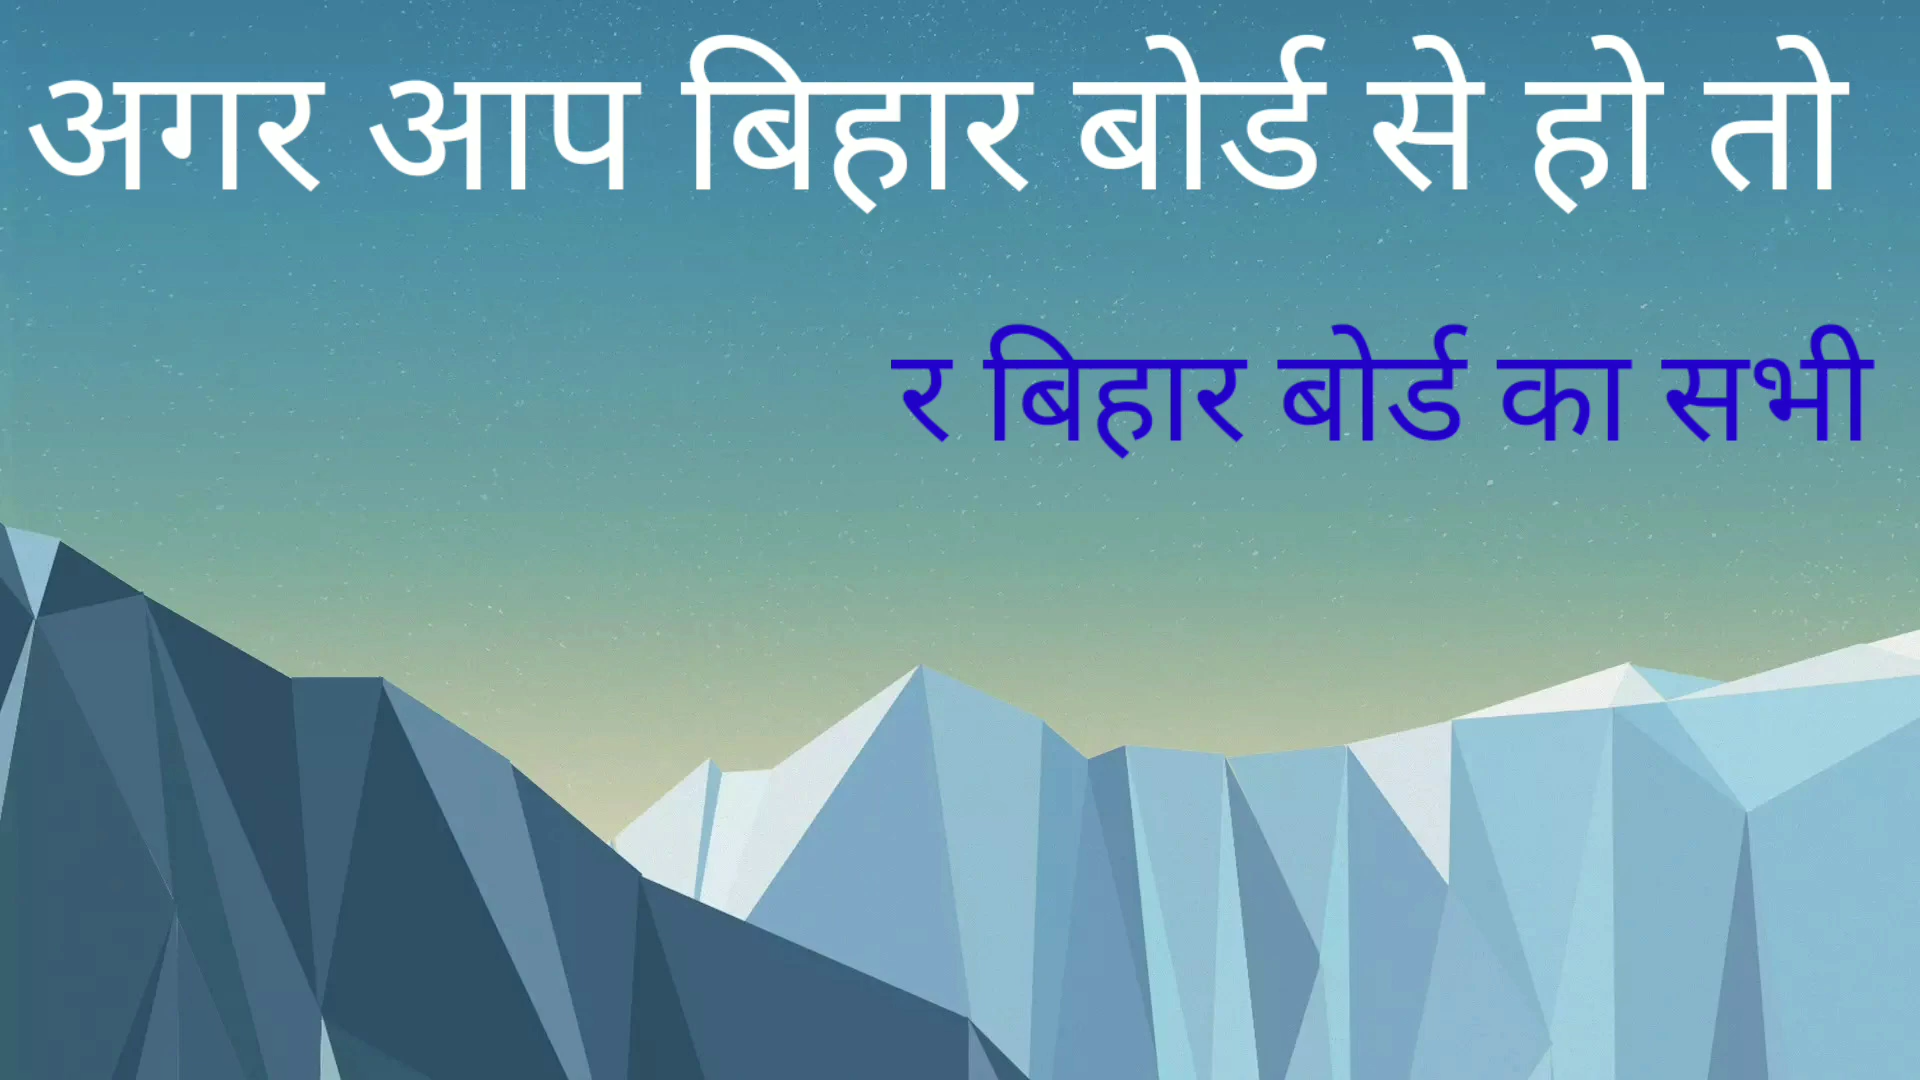 अगर आप बिहार बोर्ड से हो तो
र बिहार बोर्ड का सभी